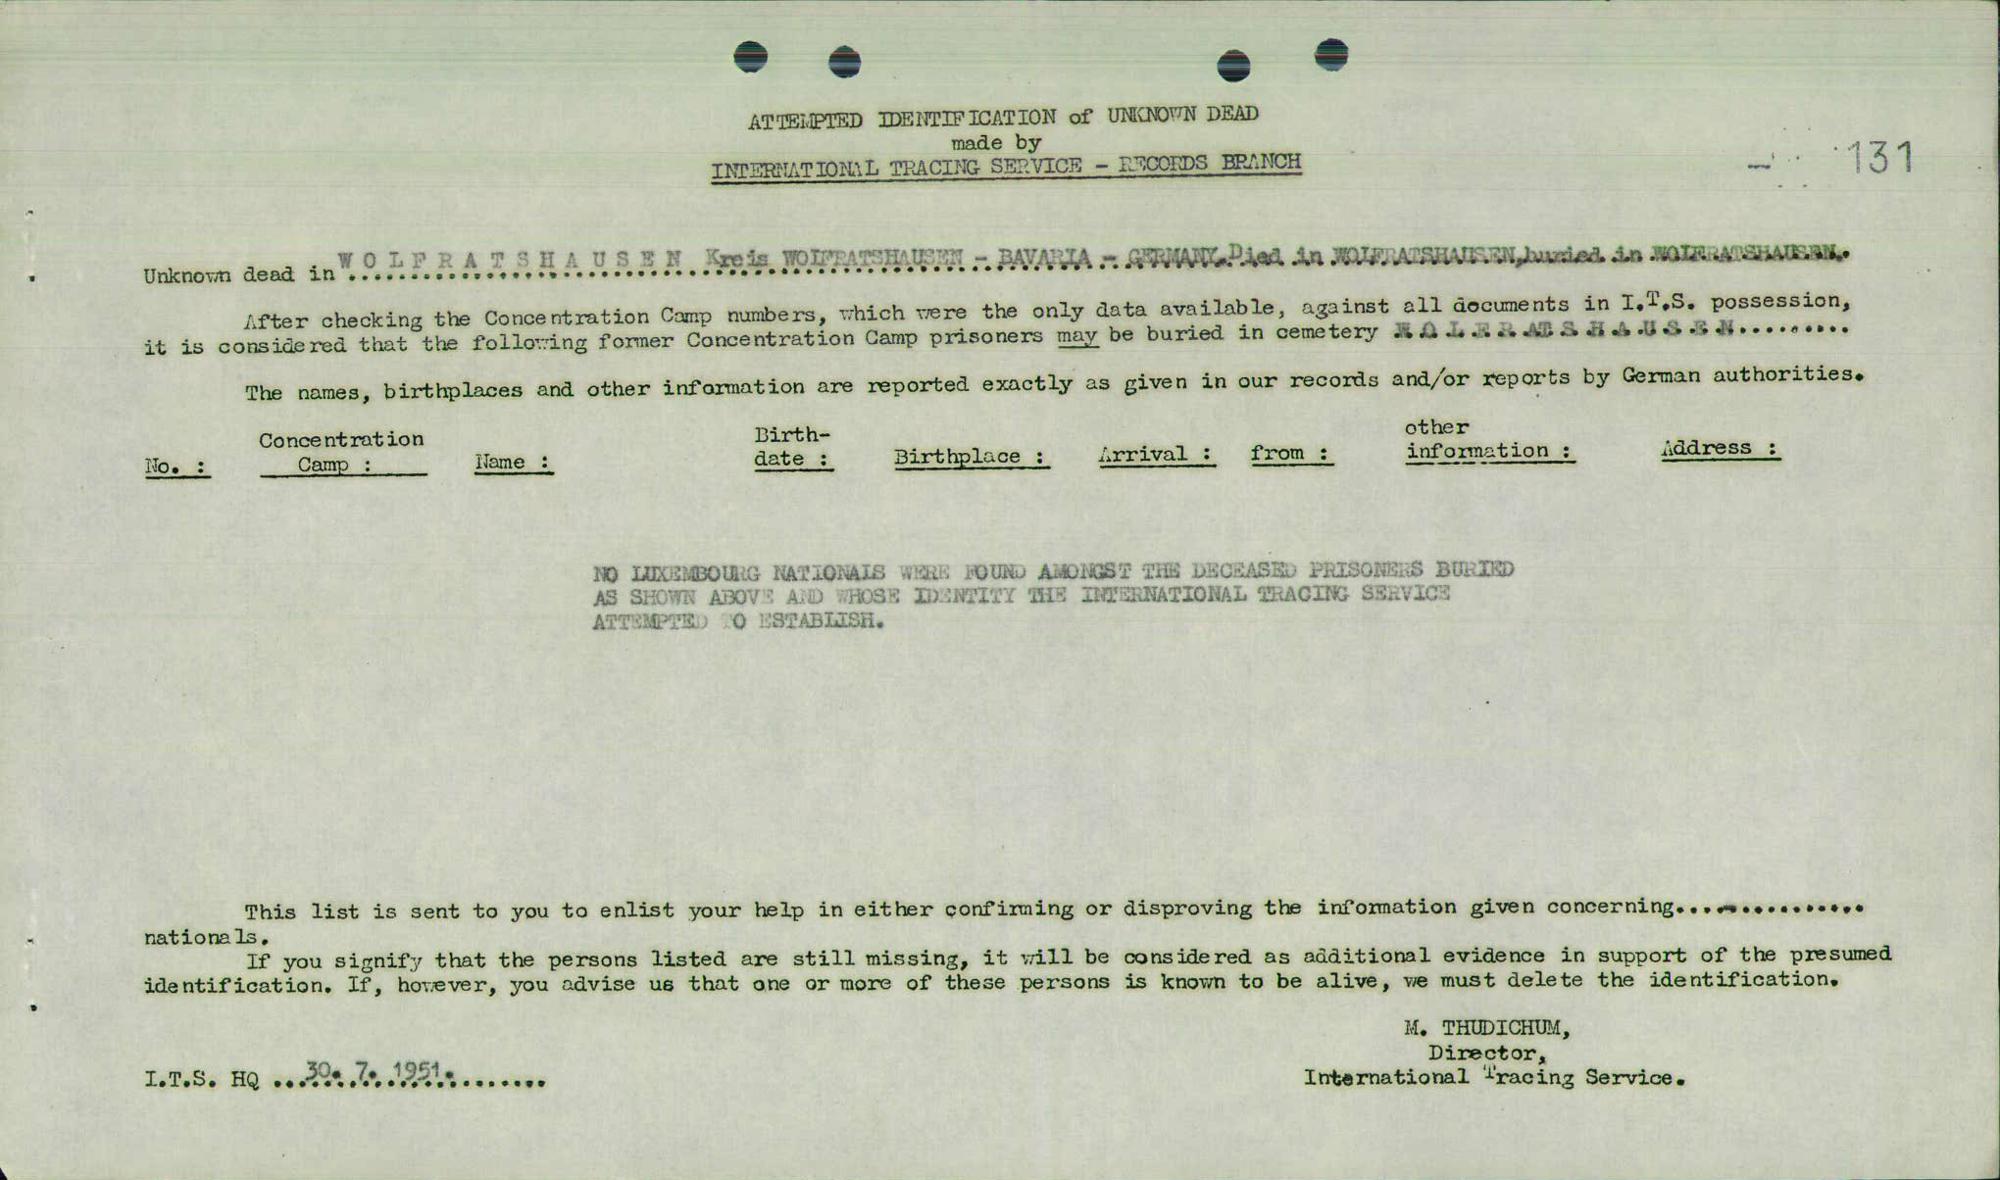 ATTEMPTED IDENTIFICATION of UNKNOWN DEAD
made by
INTERNATIONAL TRACING SERVICE - RECORDS BRANCH
131
Unknown dead in W O L F R A T S H A U S E N Kreis WOLFRATSHAUSEN - BAVARIA - GERMANY. Died in WOLFRATSHAUSEN, buried in WOLFRATSHAUSEN.
After checking the Concentration Camp numbers, which were the only data available, against all documents in I.T.S. possession,
it is considered that the following former Concentration Camp prisoners may be buried in cemetery W O L F R A T S H A U S E N.........
The names, birthplaces and other information are reported exactly as given in our records and/or reports by German authorities.
No. : Concentration Camp : Name : Birth-date : Birthplace : Arrival : from : other information : Address :
NO LUXEMBOURG NATIONALS WERE FOUND AMONGST THE DECEASED PRISONERS BURIED
AS SHOWN ABOVE AND WHOSE IDENTITY THE INTERNATIONAL TRACING SERVICE
ATTEMPTED TO ESTABLISH.
This list is sent to you to enlist your help in either confirming or disproving the information given concerning................
nationals.
If you signify that the persons listed are still missing, it will be considered as additional evidence in support of the presumed
identification. If, however, you advise us that one or more of these persons is known to be alive, we must delete the identification.
M. THUDICHUM,
Director,
International Tracing Service.
I.T.S. HQ ...30. 7. 1951...........